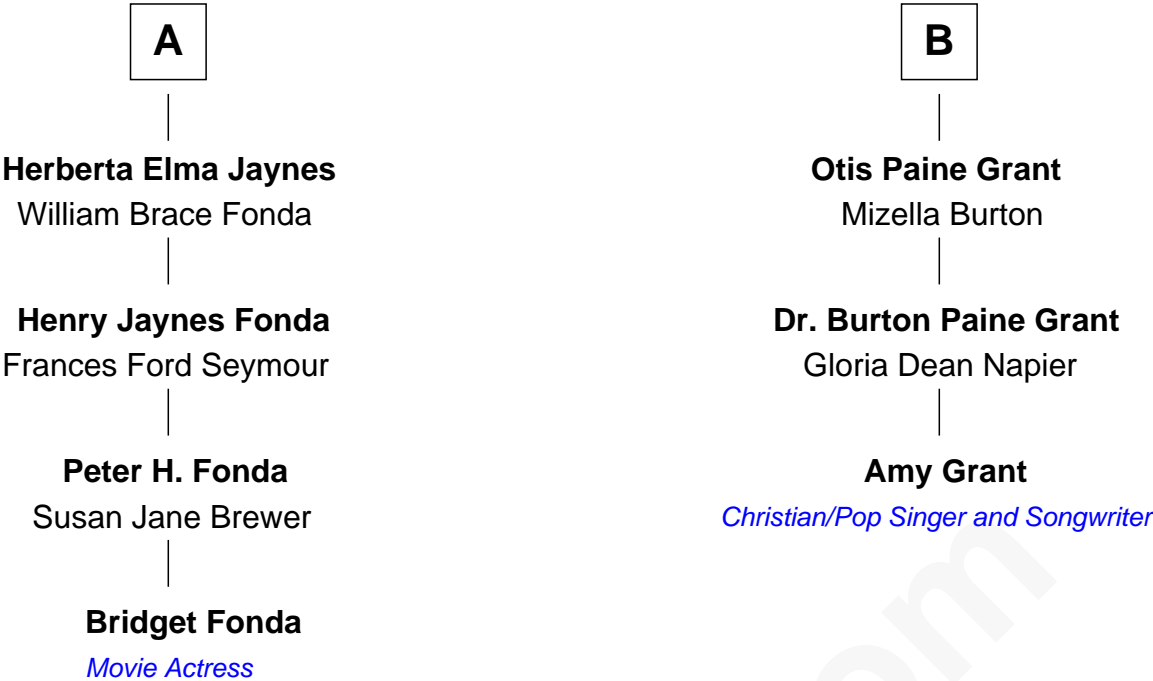 A
Herberta Elma Jaynes
William Brace Fonda
Henry Jaynes Fonda
Frances Ford Seymour
Peter H. Fonda
Susan Jane Brewer
Bridget Fonda
Movie Actress
B
Otis Paine Grant
Mizella Burton
Dr. Burton Paine Grant
Gloria Dean Napier
Amy Grant
Christian/Pop Singer and Songwriter
om